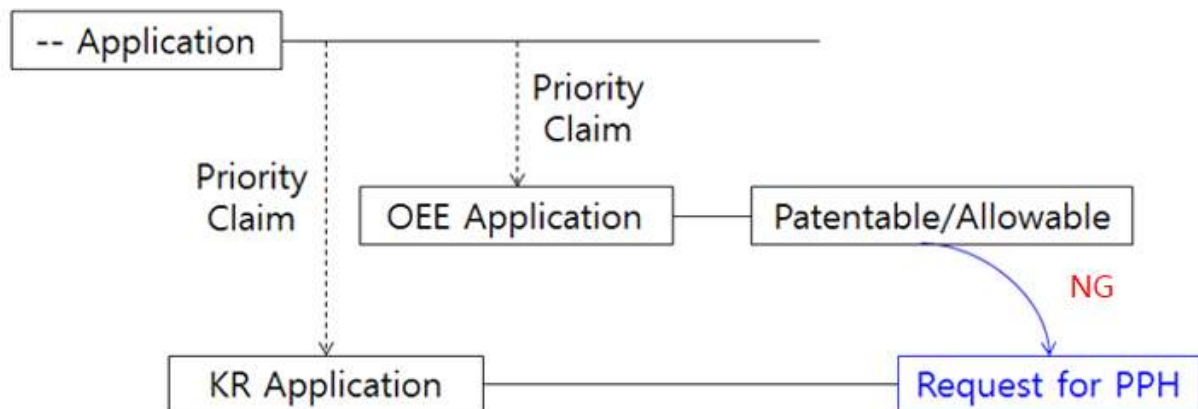 -- Application
Priority
Claim
Priority
Claim
OEE Application
Patentable/Allowable
NG
KR Application
Request for PPH